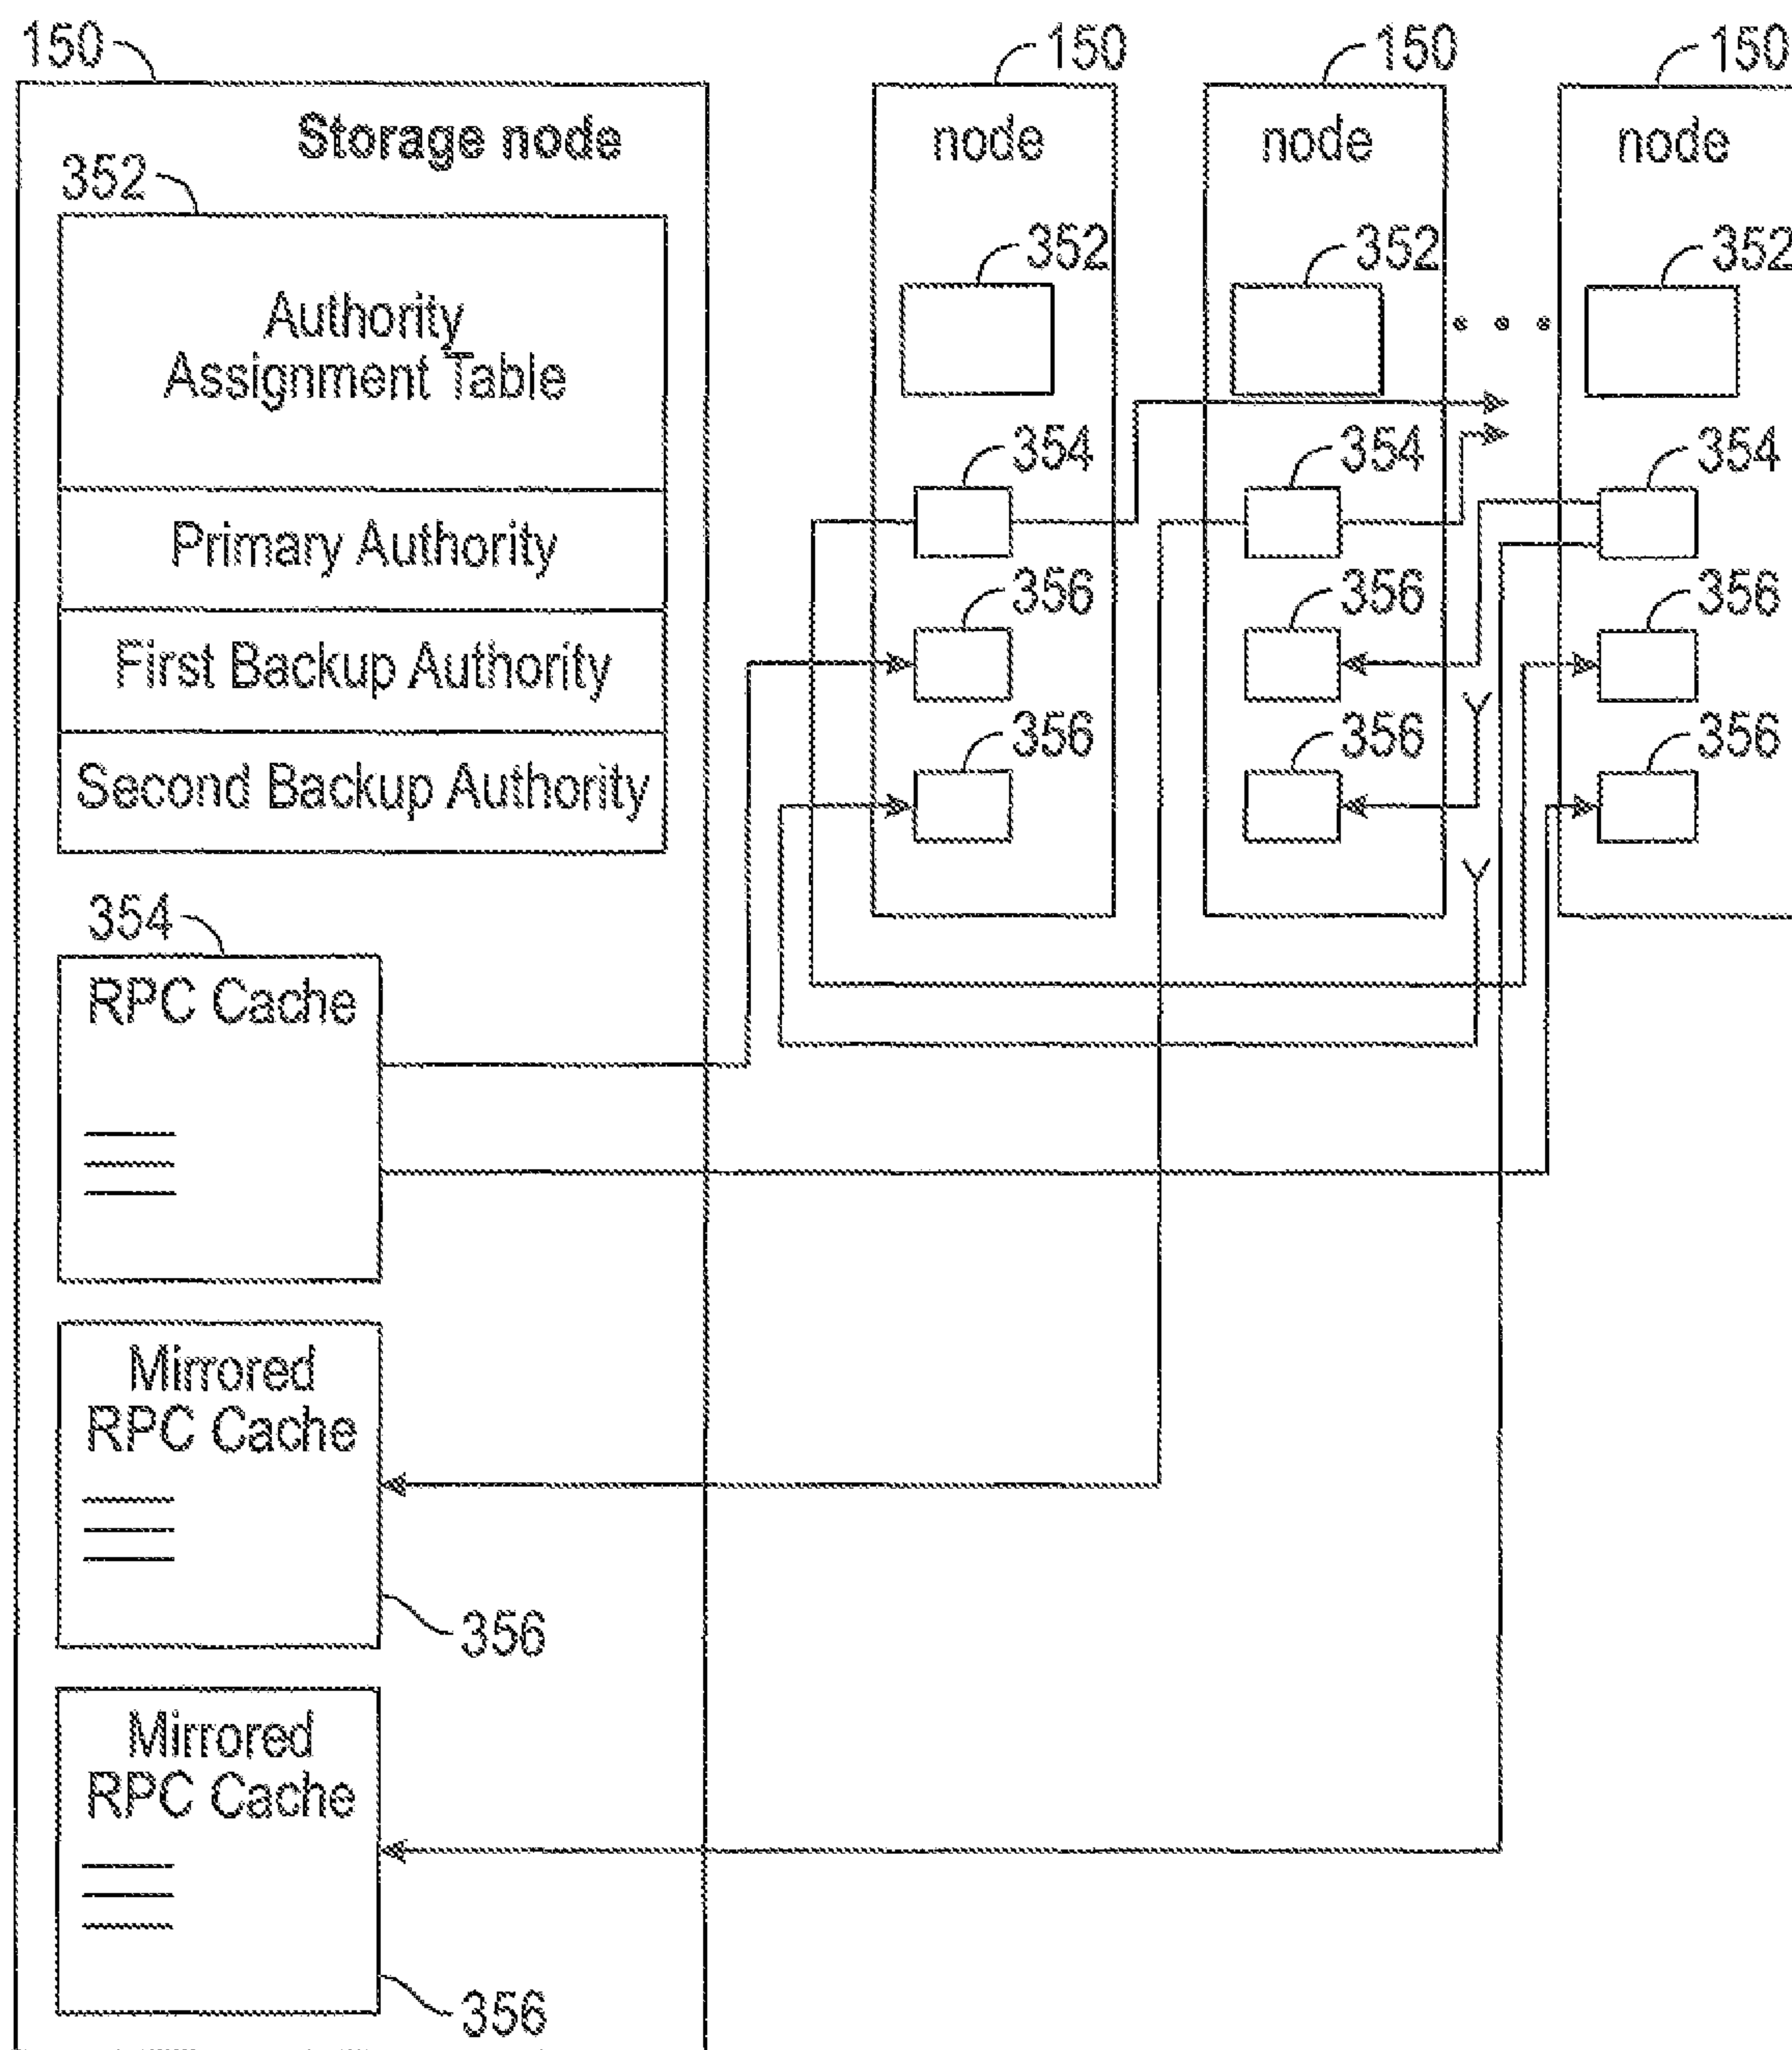 150
150
150
150
Storage node
node
node
node
352
352
352
352
Authority
Assignment Table
Primary Authority
First Backup Authority
Second Backup Authority
354
354
354
356
356
356
356
356
356
354
RPC Cache
Mirrored
RPC Cache
356
Mirrored
RPC Cache
356